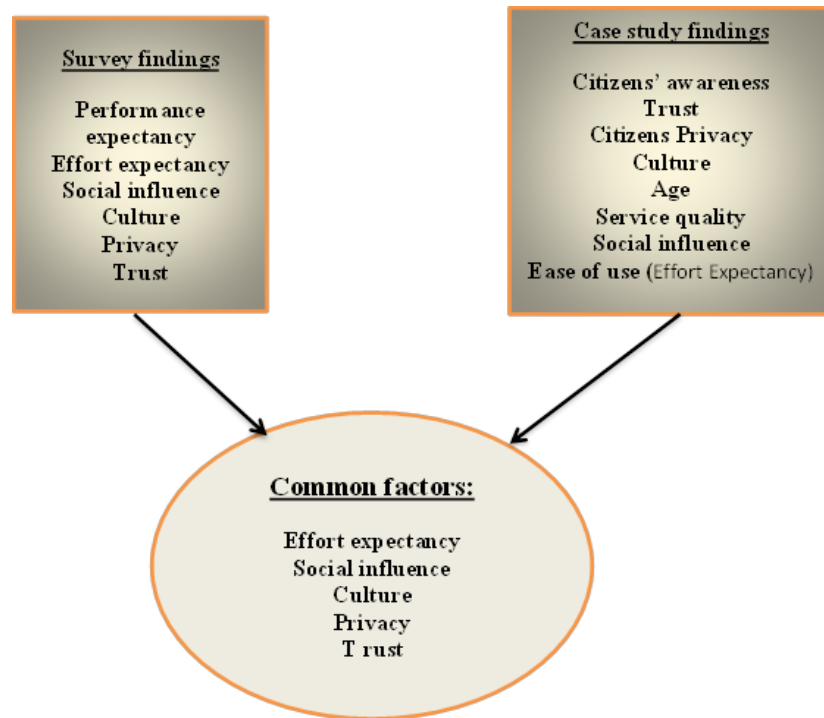 Survey findings
Performance
expectancy
Effort expectancy
Social influence
Culture
Privacy
Trust
Case study findings
Citizens' awareness
Trust
Citizens Privacy
Culture
Age
Service quality
Social influence
Ease of use (Effort Expectancy)
Common factors:
Effort expectancy
Social influence
Culture
Privacy
T rust